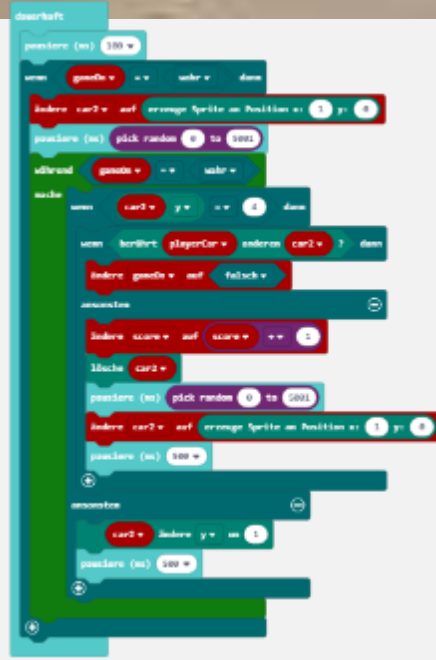 dauerhaft
pausiere (ms) 100
wenn gameOn = wahr dann
ändere car2 auf erzeuge Sprite an Position x: 1 y: 0
pausiere (ms) pick random 0 to 5001
während gameOn = wahr
mache
wenn car2 y = 4 dann
wenn berührt playerCar anderem car2 ? dann
ändere gameOn auf falsch
ansonsten
ändere score auf score + 1
lösche car2
pausiere (ms) pick random 0 to 5001
ändere car2 auf erzeuge Sprite an Position x: 1 y: 0
pausiere (ms) 500
ansonsten
car2 ändere y um 1
pausiere (ms) 500